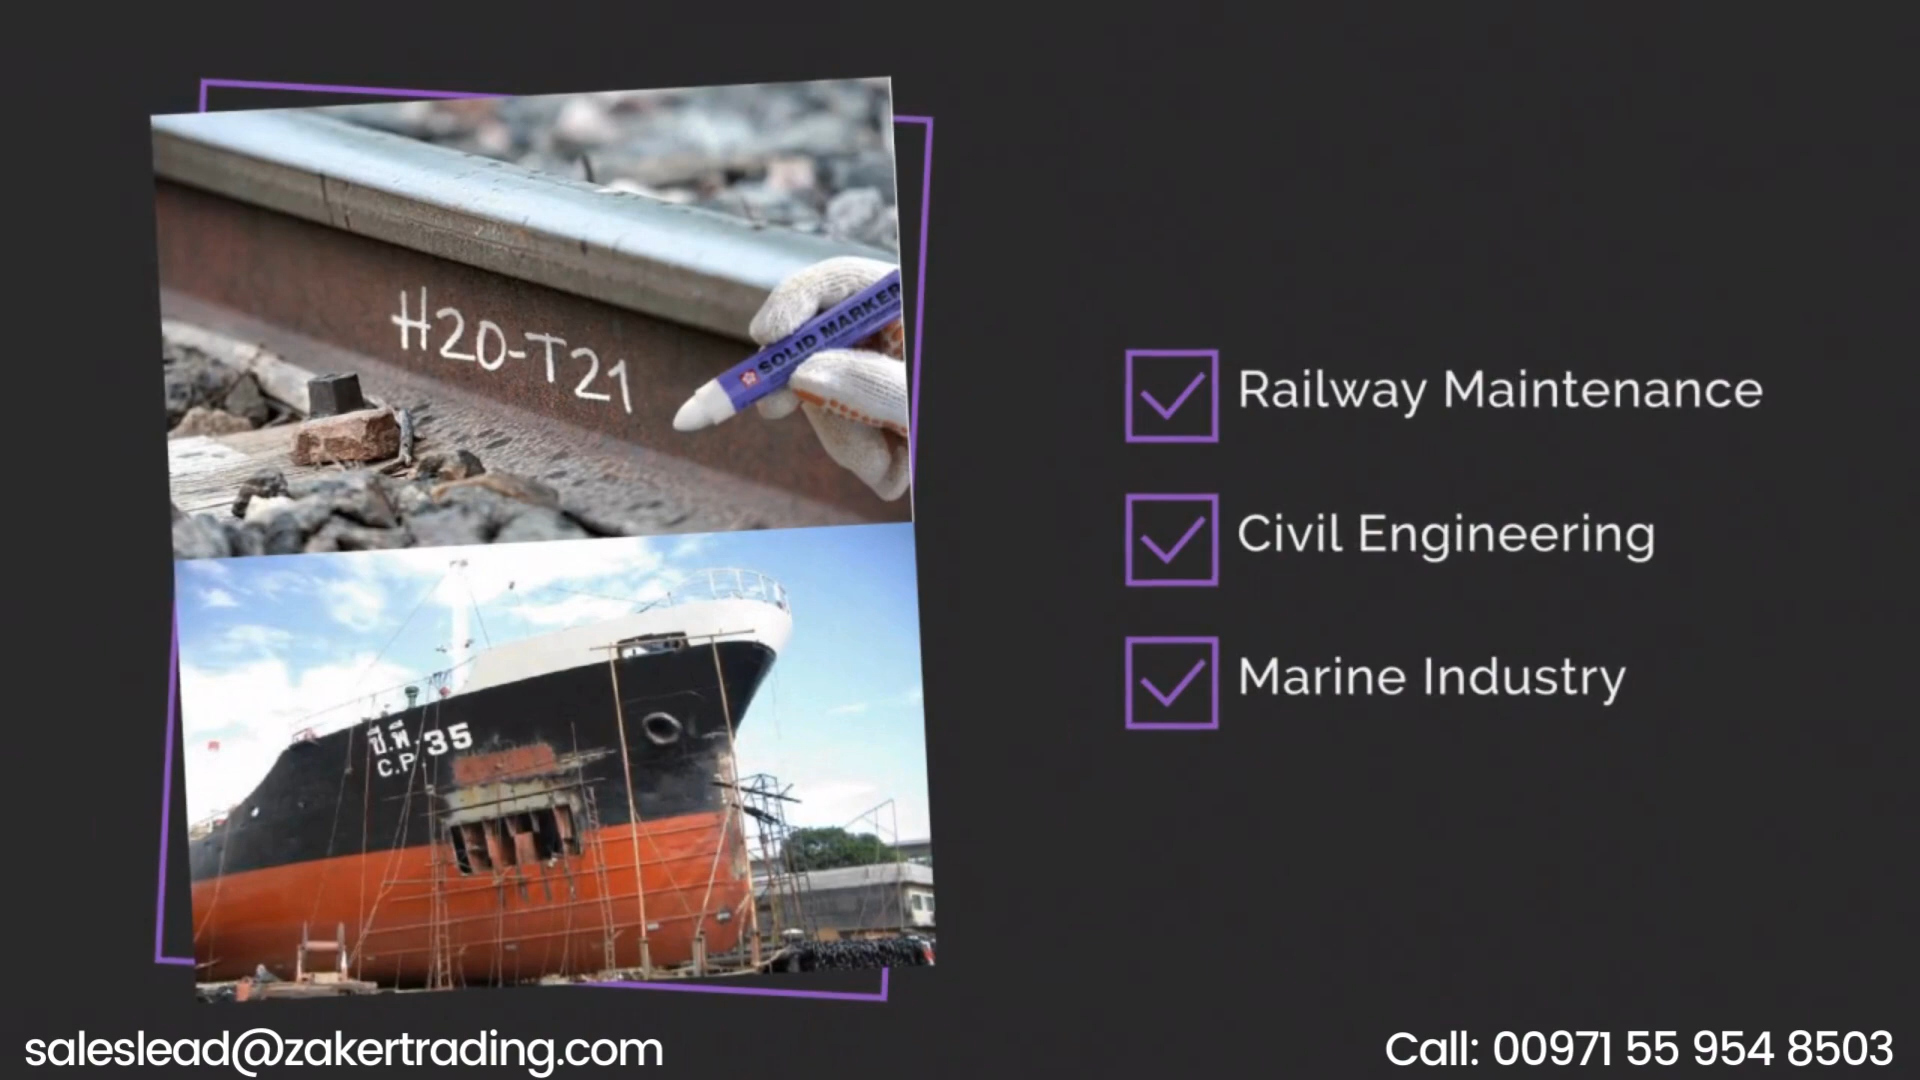 H20-T21
SOLID MARKER
ซี.พี.35
C.P.
Railway Maintenance
Civil Engineering
Marine Industry
saleslead@zakertrading.com
Call: 00971 55 954 8503